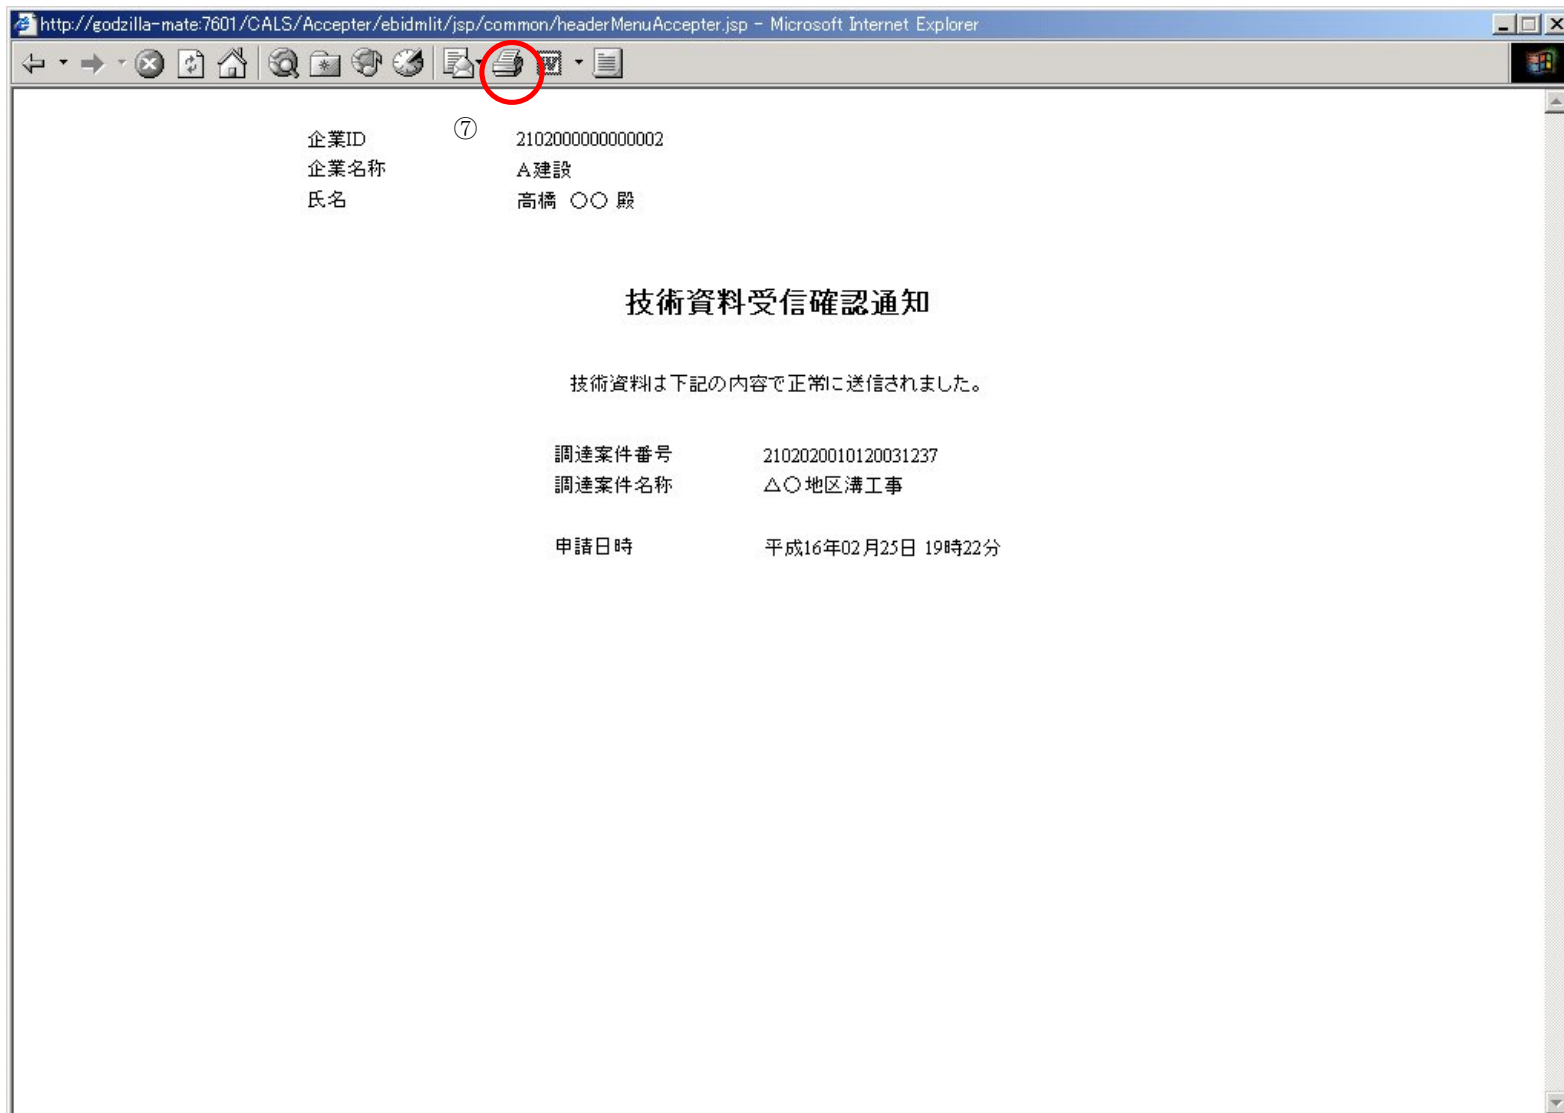 http://godzilla-mate:7601/CALS/Accepter/ebidmlit/jsp/common/headerMenuAccepter.jsp - Microsoft Internet Explorer
⑦
企業ID 2102000000000002
企業名称 A建設
氏名 高橋 ○○ 殿
技術資料受信確認通知
技術資料は下記の内容で正常に送信されました。
調達案件番号 2102020010120031237
調達案件名称 △○地区溝工事
申請日時 平成16年02月25日 19時22分